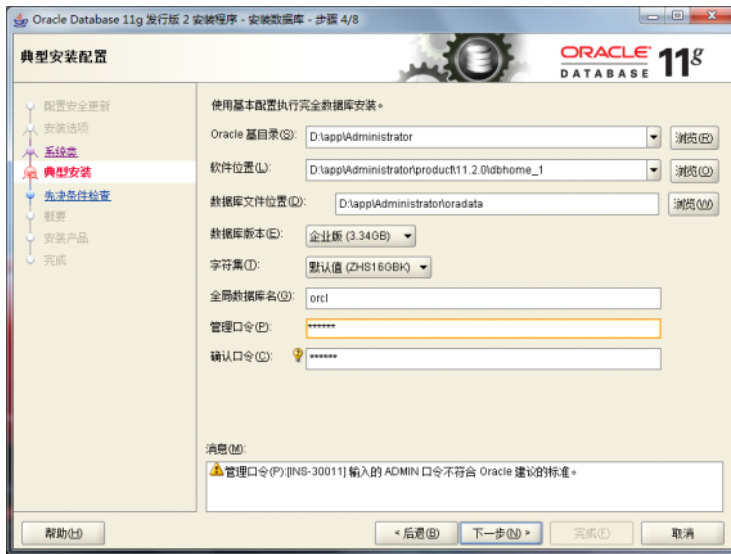 Oracle Database 11g 发行版 2 安装程序 - 安装数据库 - 步骤 4/8
典型安装配置
ORACLE
DATABASE 11g
配置安全更新
安装选项
系统类
典型安装
先决条件检查
概要
安装产品
完成
使用基本配置执行完全数据库安装。
Oracle 基目录(S): D:\app\Administrator 浏览(R)
软件位置(L): D:\app\Administrator\product\11.2.0\dbhome_1 浏览(O)
数据库文件位置(D): D:\app\Administrator\oradata 浏览(W)
数据库版本(E): 企业版 (3.34GB)
字符集(T): 默认值 (ZHS16GBK)
全局数据库名(G): orcl
管理口令(P): ******
确认口令(C): ******
消息(M):
管理口令(P):[INS-30011] 输入的 ADMIN 口令不符合 Oracle 建议的标准。
帮助(H) < 后退(B) 下一步(N) > 完成(F) 取消